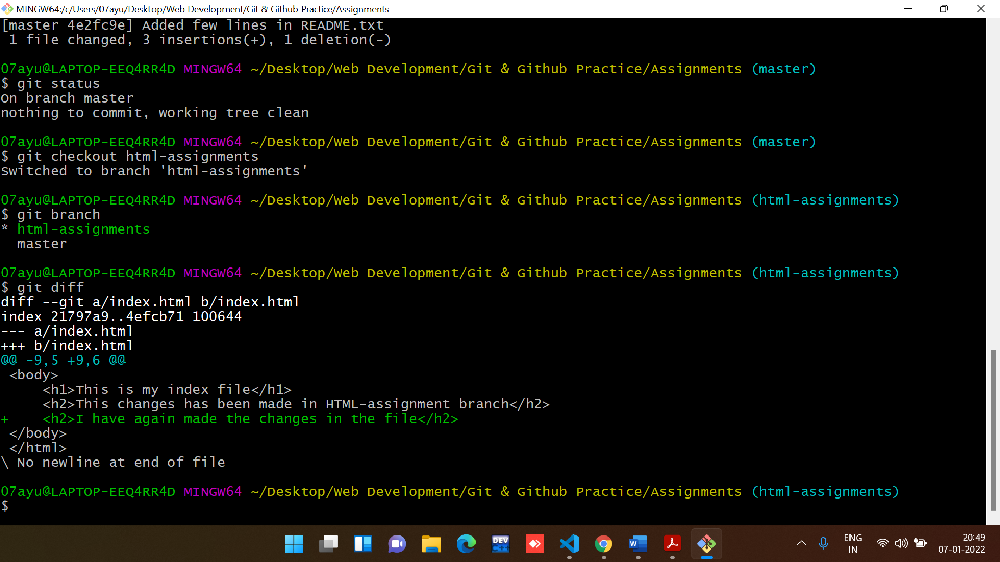 MINGW64:/c/Users/07ayu/Desktop/Web Development/Git & Github Practice/Assignments
[master 4e2fc9e] Added few lines in README.txt
 1 file changed, 3 insertions(+), 1 deletion(-)
07ayu@LAPTOP-EEQ4RR4D MINGW64 ~/Desktop/Web Development/Git & Github Practice/Assignments (master)
$ git status
On branch master
nothing to commit, working tree clean
07ayu@LAPTOP-EEQ4RR4D MINGW64 ~/Desktop/Web Development/Git & Github Practice/Assignments (master)
$ git checkout html-assignments
Switched to branch 'html-assignments'
07ayu@LAPTOP-EEQ4RR4D MINGW64 ~/Desktop/Web Development/Git & Github Practice/Assignments (html-assignments)
$ git branch
* html-assignments
  master
07ayu@LAPTOP-EEQ4RR4D MINGW64 ~/Desktop/Web Development/Git & Github Practice/Assignments (html-assignments)
$ git diff
diff --git a/index.html b/index.html
index 21797a9..4efcb71 100644
--- a/index.html
+++ b/index.html
@@ -9,5 +9,6 @@
 <body>
     <h1>This is my index file</h1>
     <h2>This changes has been made in HTML-assignment branch</h2>
+    <h2>I have again made the changes in the file</h2>
 </body>
 </html>
\ No newline at end of file
07ayu@LAPTOP-EEQ4RR4D MINGW64 ~/Desktop/Web Development/Git & Github Practice/Assignments (html-assignments)
$
DEV
C++
W
ENG
IN
20:49
07-01-2022